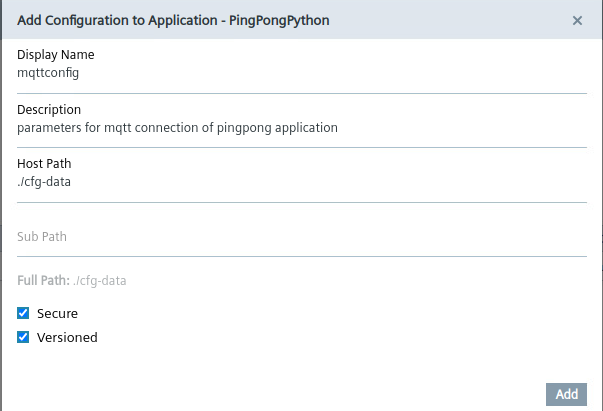 Add Configuration to Application - PingPongPython
Display Name
mqttconfig
Description
parameters for mqtt connection of pingpong application
Host Path
./cfg-data
Sub Path
Full Path: ./cfg-data
Secure
Versioned
Add